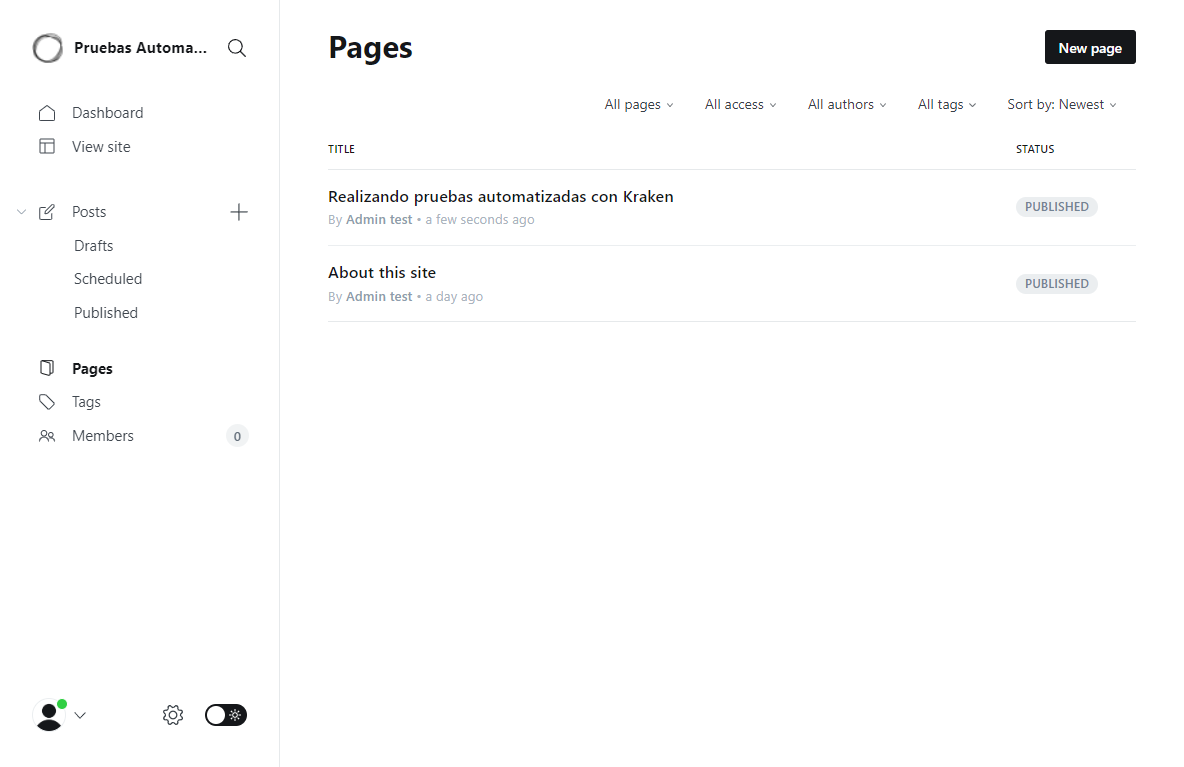 Pruebas Automa...
Dashboard
View site
Posts
Drafts
Scheduled
Published
Pages
Tags
Members 0
Pages
New page
All pages All access All authors All tags Sort by: Newest
TITLE STATUS
Realizando pruebas automatizadas con Kraken
By Admin test • a few seconds ago
PUBLISHED
About this site
By Admin test • a day ago
PUBLISHED